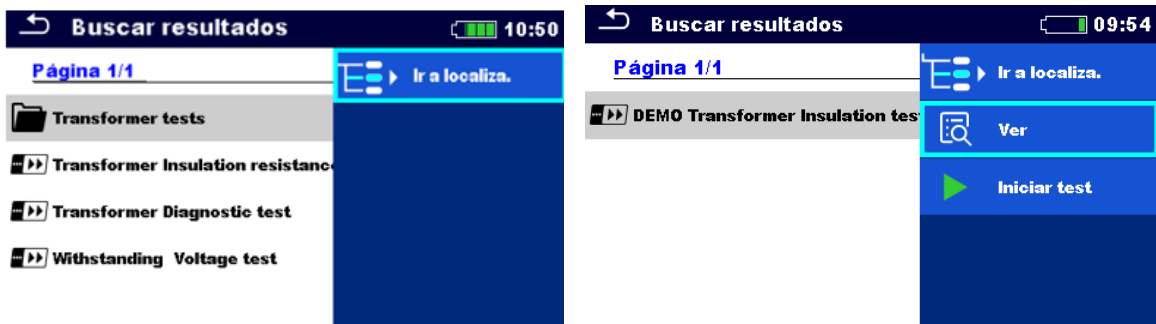 Buscar resultados 10:50
Página 1/1
Ir a localiza.
Transformer tests
Transformer Insulation resistanc
Transformer Diagnostic test
Withstanding Voltage test
Buscar resultados 09:54
Página 1/1
Ir a localiza.
DEMO Transformer Insulation tes
Ver
Iniciar test